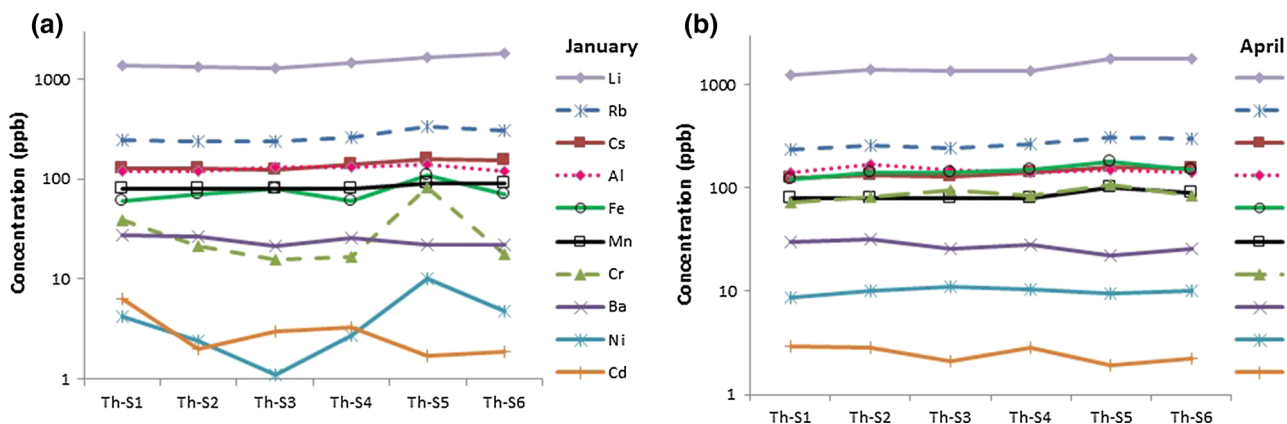 (a)
January
Concentration (ppb)
1000
100
10
1
Th-S1 Th-S2 Th-S3 Th-S4 Th-S5 Th-S6
Li
Rb
Cs
Al
Fe
Mn
Cr
Ba
Ni
Cd
(b)
April
Concentration (ppb)
1000
100
10
1
Th-S1 Th-S2 Th-S3 Th-S4 Th-S5 Th-S6